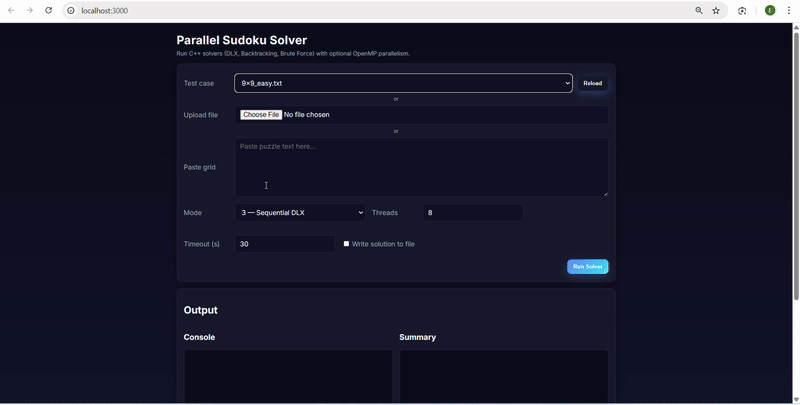 localhost:3000
Parallel Sudoku Solver
Run C++ solvers (DLX, Backtracking, Brute Force) with optional OpenMP parallelism.
Test case 9×9_easy.txt Reload
or
Upload file Choose File No file chosen
or
Paste grid Paste puzzle text here...
Mode 3 — Sequential DLX Threads 8
Timeout (s) 30 Write solution to file
Run Solver
Output
Console Summary